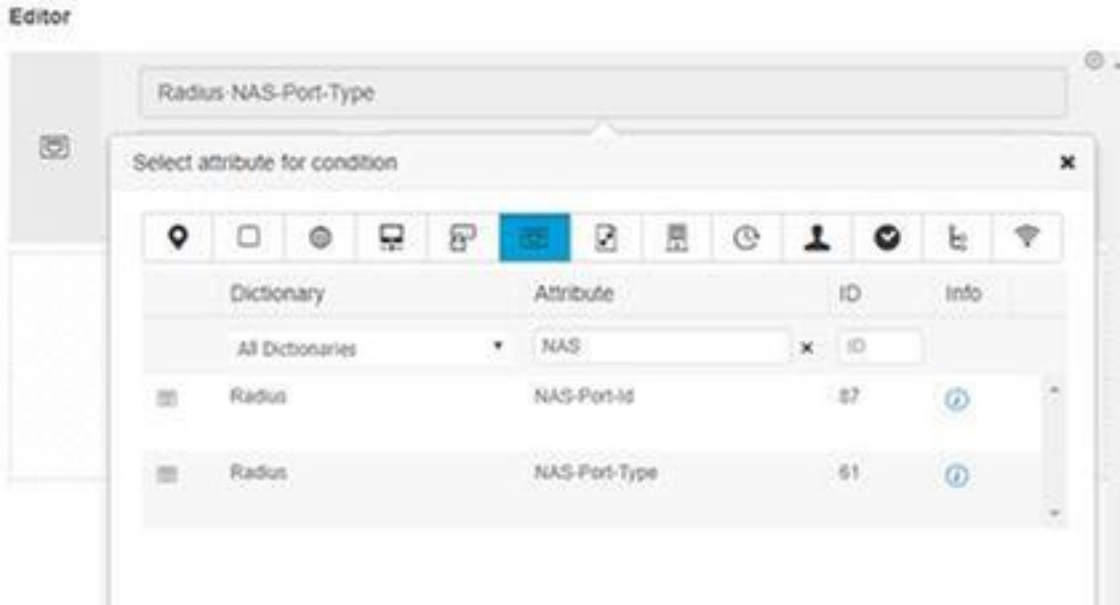 Editor
Radius·NAS-Port-Type
Select attribute for condition
Dictionary Attribute ID Info
All Dictionaries NAS ID
Radius NAS-Port-Id 87
Radius NAS-Port-Type 61